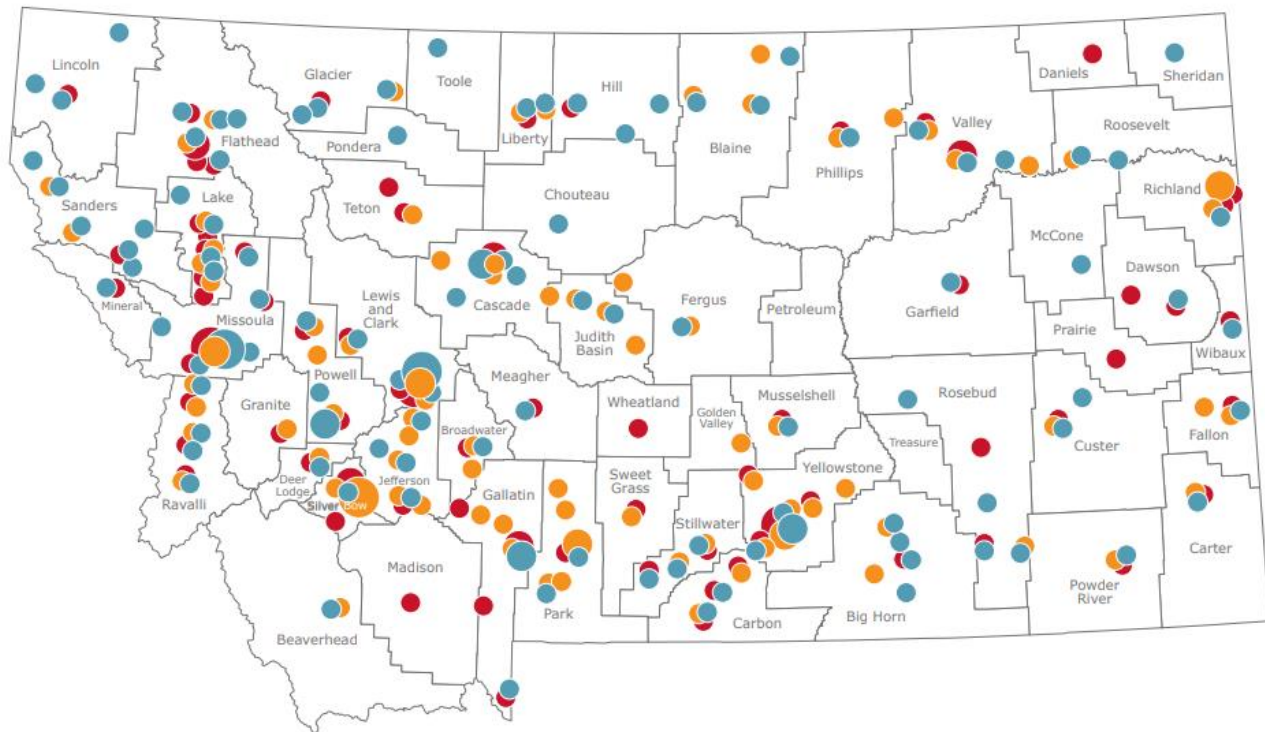 Lincoln
Glacier
Toole
Hill
Daniels
Sheridan
Flathead
Liberty
Blaine
Valley
Roosevelt
Pondera
Phillips
Sanders
Lake
Teton
Chouteau
Richland
McCone
Dawson
Mineral
Missoula
Lewis
and
Clark
Cascade
Judith
Basin
Fergus
Petroleum
Garfield
Prairie
Wibaux
Powell
Meagher
Granite
Broadwater
Wheatland
Golden
Valley
Musselshell
Rosebud
Treasure
Custer
Fallon
Ravalli
Deer
Lodge
Silver Bow
Jefferson
Gallatin
Sweet
Grass
Stillwater
Yellowstone
Madison
Park
Carbon
Big Horn
Powder
River
Carter
Beaverhead